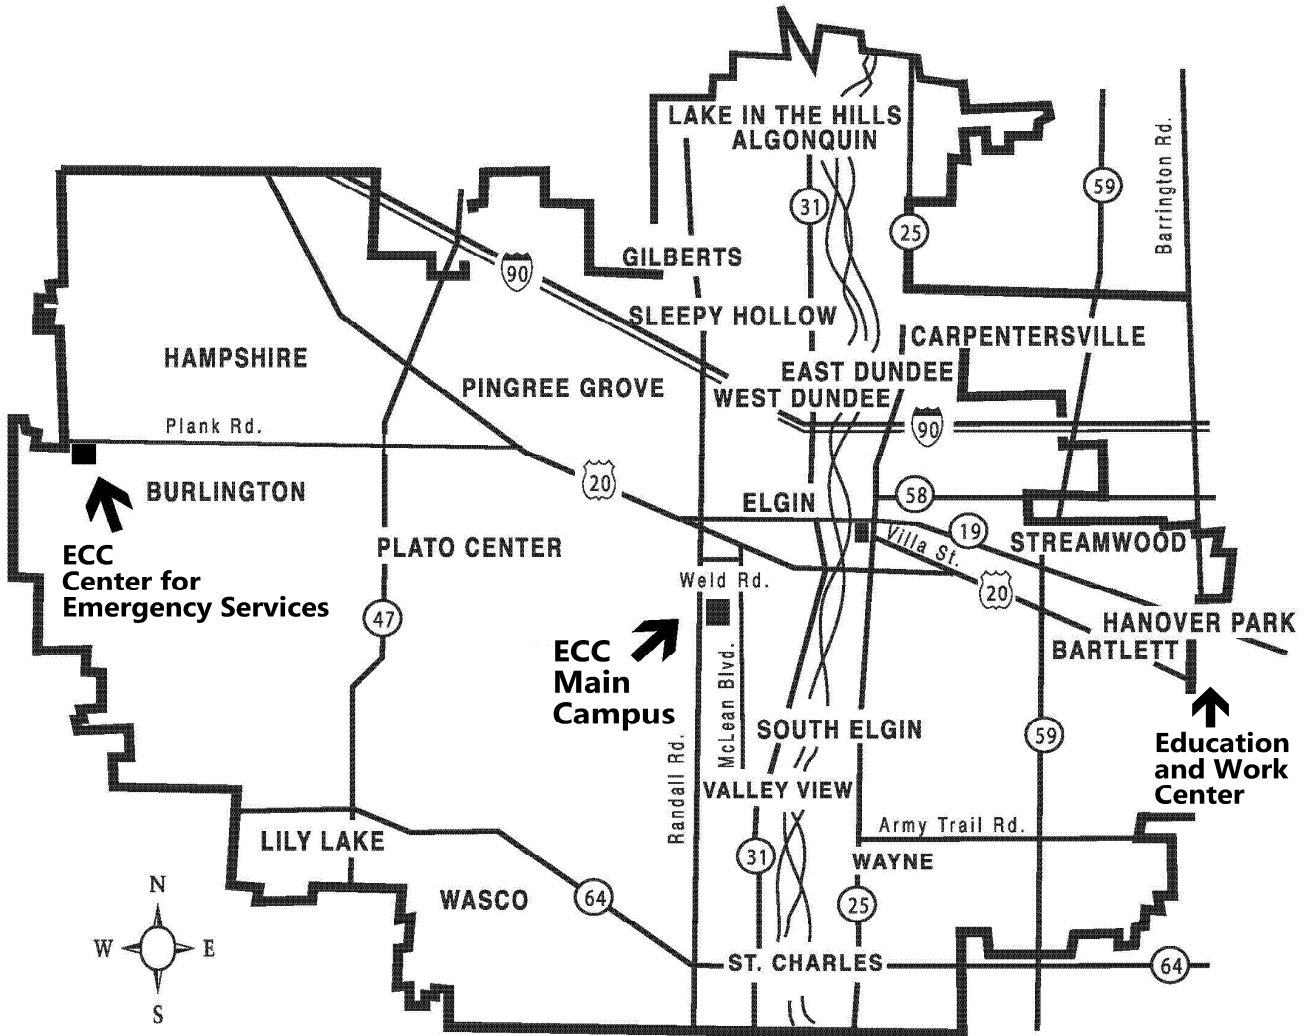 LAKE IN THE HILLS
ALGONQUIN
59
Barrington Rd.
31
25
GILBERTS
90
SLEEPY HOLLOW
CARPENTERSVILLE
HAMPSHIRE
EAST DUNDEE
PINGREE GROVE
WEST DUNDEE
Plank Rd.
90
20
BURLINGTON
58
ELGIN
19
Villa St.
STREAMWOOD
PLATO CENTER
ECC
Center for
Emergency Services
Weld Rd.
20
47
HANOVER PARK
BARTLETT
ECC
Main
Campus
McLean Blvd.
Randall Rd.
SOUTH ELGIN
59
Education
and Work
Center
VALLEY VIEW
Army Trail Rd.
LILY LAKE
31
WAYNE
N
W
E
S
WASCO
64
25
ST. CHARLES
64